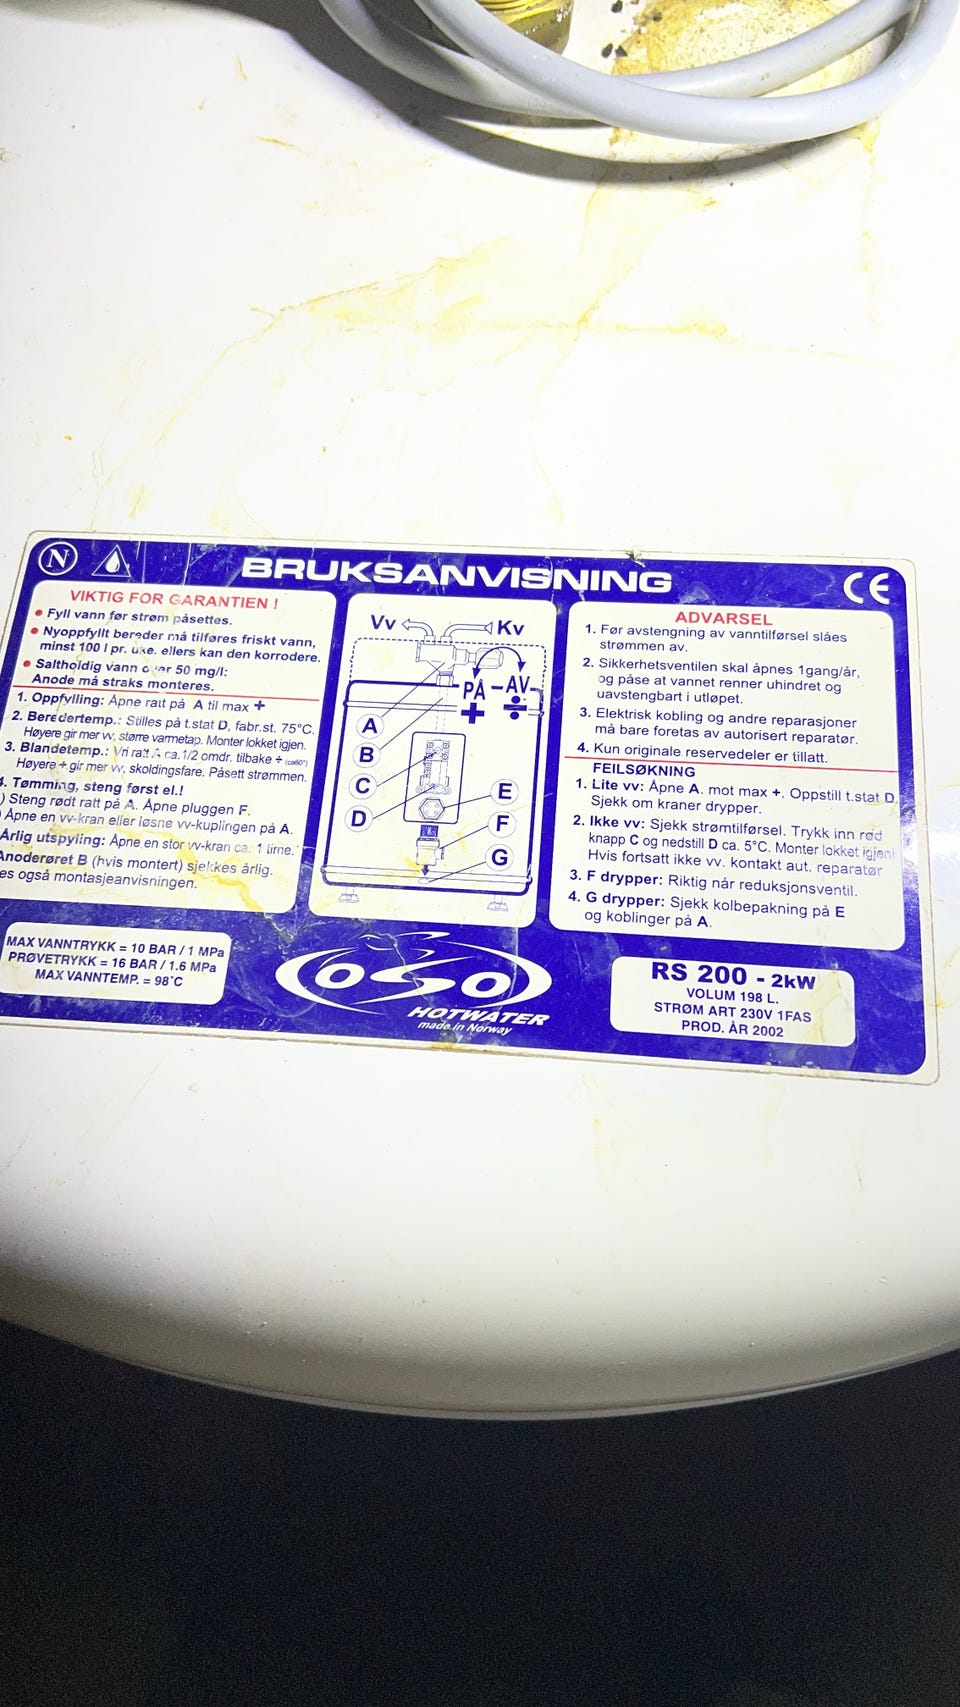 N
BRUKSANVISNING
CE
VIKTIG FOR GARANTIEN !
• Fyll vann før strøm påsettes.
• Nyoppfyllt bereder må tilføres friskt vann,
minst 100 l pr. uke. ellers kan den korrodere.
• Saltholdig vann over 50 mg/l:
Anode må straks monteres.
1. Oppfylling: Åpne ratt på A til max +
2. Beredertemp.: Stilles på t.stat D, fabr.st. 75°C.
Høyere gir mer vv, større varmetap. Monter lokket igjen.
3. Blandetemp.: Vri ratt A ca.1/2 omdr. tilbake ÷ (ca60°)
Høyere + gir mer vv, skoldingsfare. Påsett strømmen.
4. Tømming, steng først el.!
) Steng rødt ratt på A. Åpne pluggen F.
) Åpne en vv-kran eller løsne vv-kuplingen på A.
Årlig utspyling: Åpne en stor vv-kran ca. 1 time.
Anoderøret B (hvis montert) sjekkes årlig.
es også montasjeanvisningen.
Vv
Kv
PÅ – AV
+ ÷
A
B
C
D
E
F
G
ADVARSEL
1. Før avstengning av vanntilførsel slåes
strømmen av.
2. Sikkerhetsventilen skal åpnes 1gang/år,
og påse at vannet renner uhindret og
uavstengbart i utløpet.
3. Elektrisk kobling og andre reparasjoner
må bare foretas av autorisert reparatør.
4. Kun originale reservedeler er tillatt.
FEILSØKNING
1. Lite vv: Åpne A. mot max +. Oppstill t.stat D.
Sjekk om kraner drypper.
2. Ikke vv: Sjekk strømtilførsel. Trykk inn rød
knapp C og nedstill D ca. 5°C. Monter lokket igjen!
Hvis fortsatt ikke vv. kontakt aut. reparatør
3. F drypper: Riktig når reduksjonsventil.
4. G drypper: Sjekk kolbepakning på E
og koblinger på A.
MAX VANNTRYKK = 10 BAR / 1 MPa
PRØVETRYKK = 16 BAR / 1.6 MPa
MAX VANNTEMP. = 98°C
OSO
HOTWATER
made in Norway
RS 200 - 2kW
VOLUM 198 L.
STRØM ART 230V 1FAS
PROD. ÅR 2002